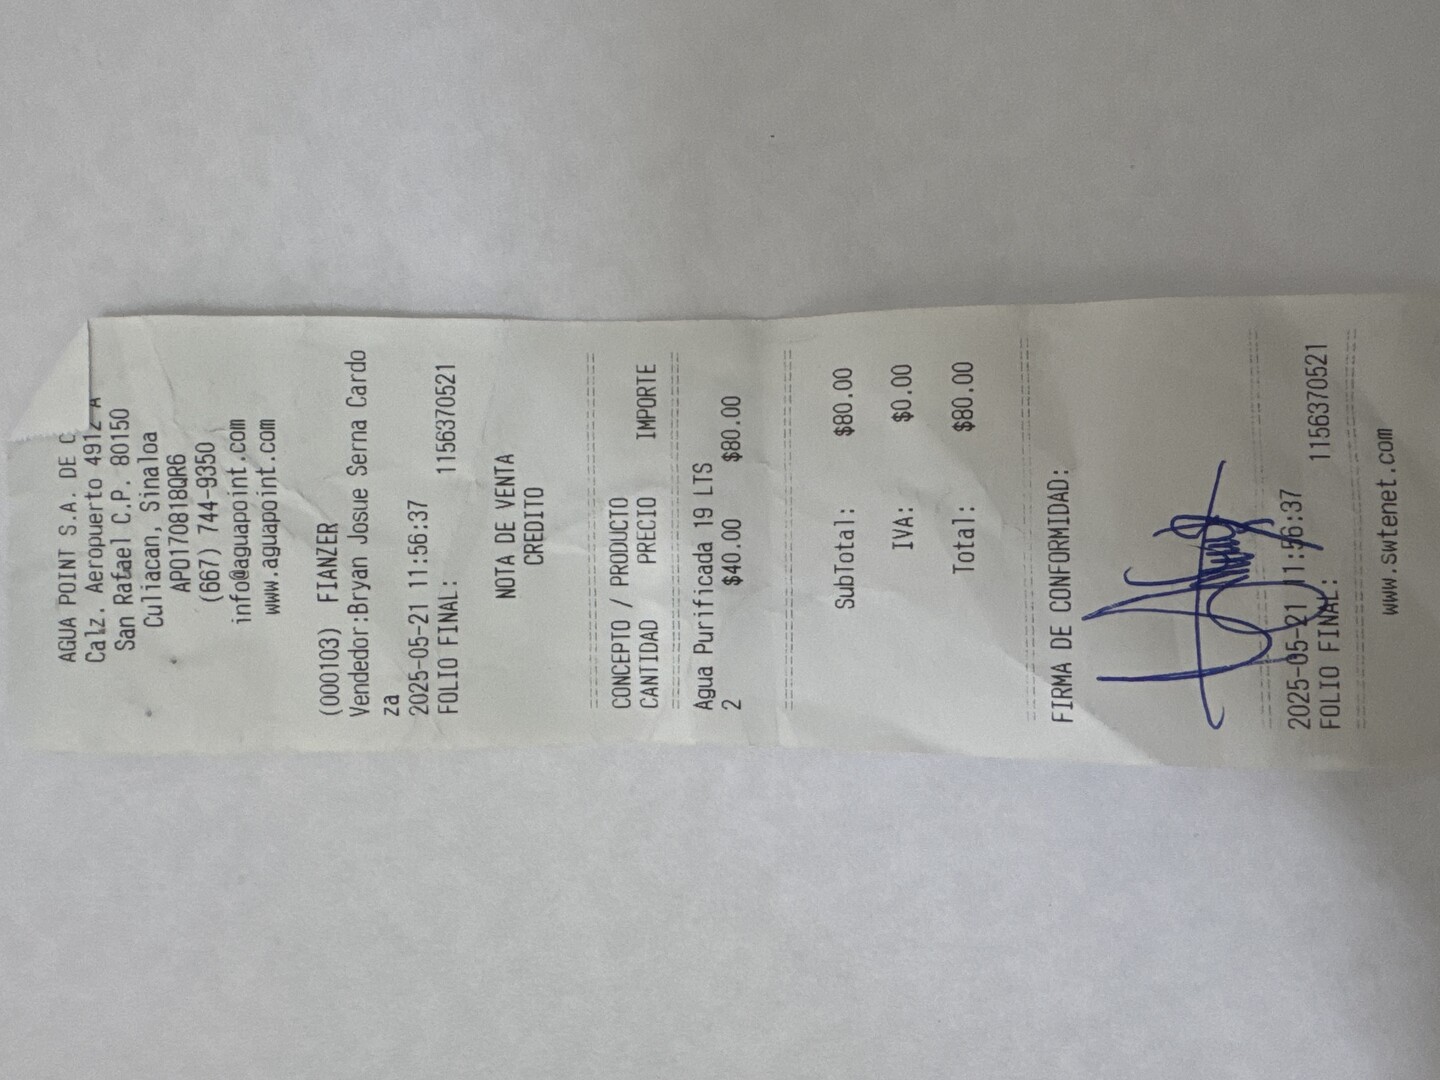 AGUA POINT S.A. DE C
Calz. Aeropuerto 4912 A
San Rafael C.P. 80150
Culiacan, Sinaloa
APO170818QR6
(667) 744-9350
info@aguapoint.com
www.aguapoint.com
(000103) FIANZER
Vendedor:Bryan Josue Serna Cardo
za
2025-05-21 11:56:37
FOLIO FINAL: 1156370521
NOTA DE VENTA
CREDITO
CONCEPTO / PRODUCTO
CANTIDAD PRECIO IMPORTE
Agua Purificada 19 LTS
2 $40.00 $80.00
SubTotal: $80.00
IVA: $0.00
Total: $80.00
FIRMA DE CONFORMIDAD:
2025-05-21 11:56:37
FOLIO FINAL: 1156370521
www.swtenet.com